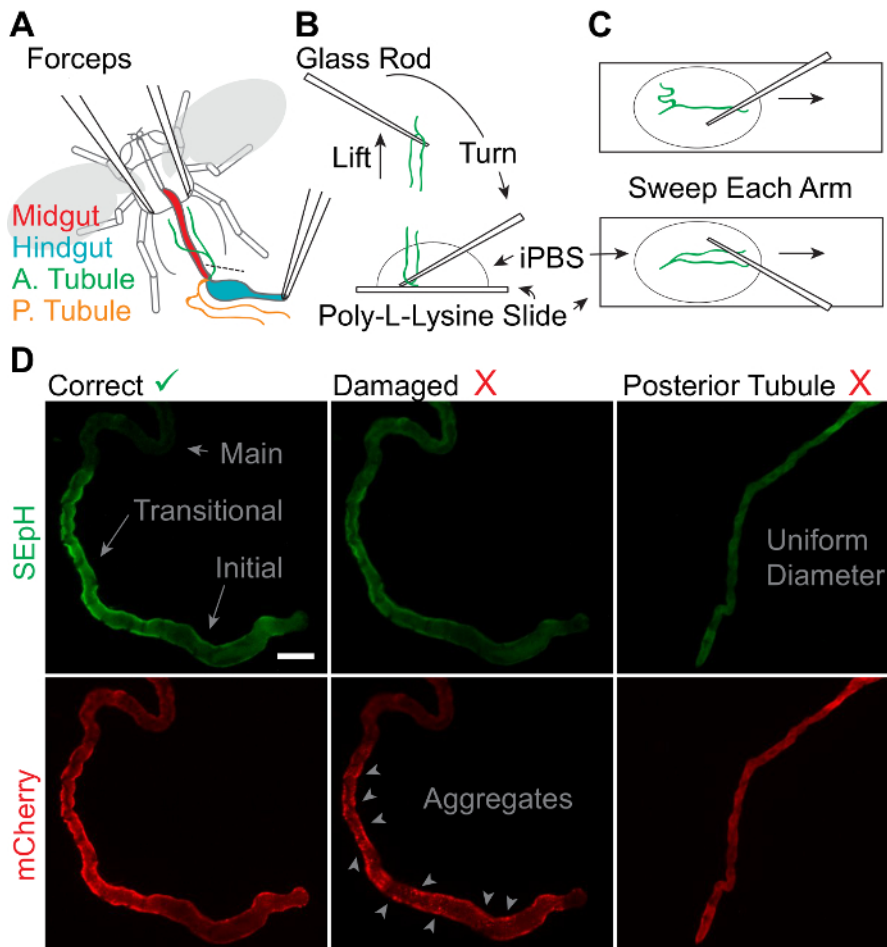 A
Forceps
Midgut
Hindgut
A. Tubule
P. Tubule
B
Glass Rod
Lift
Turn
iPBS
Poly-L-Lysine Slide
C
Sweep Each Arm
D
Correct ✓
Damaged X
Posterior Tubule X
SEpH
Main
Transitional
Initial
Uniform
Diameter
mCherry
Aggregates